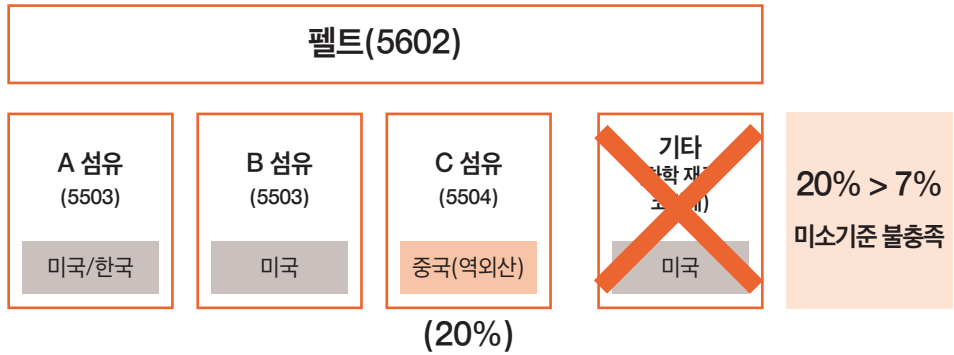 펠트(5602)
A 섬유
(5503)
미국/한국
B 섬유
(5503)
미국
C 섬유
(5504)
중국(역외산)
(20%)
기타
미국
20% > 7%
미소기준 불충족